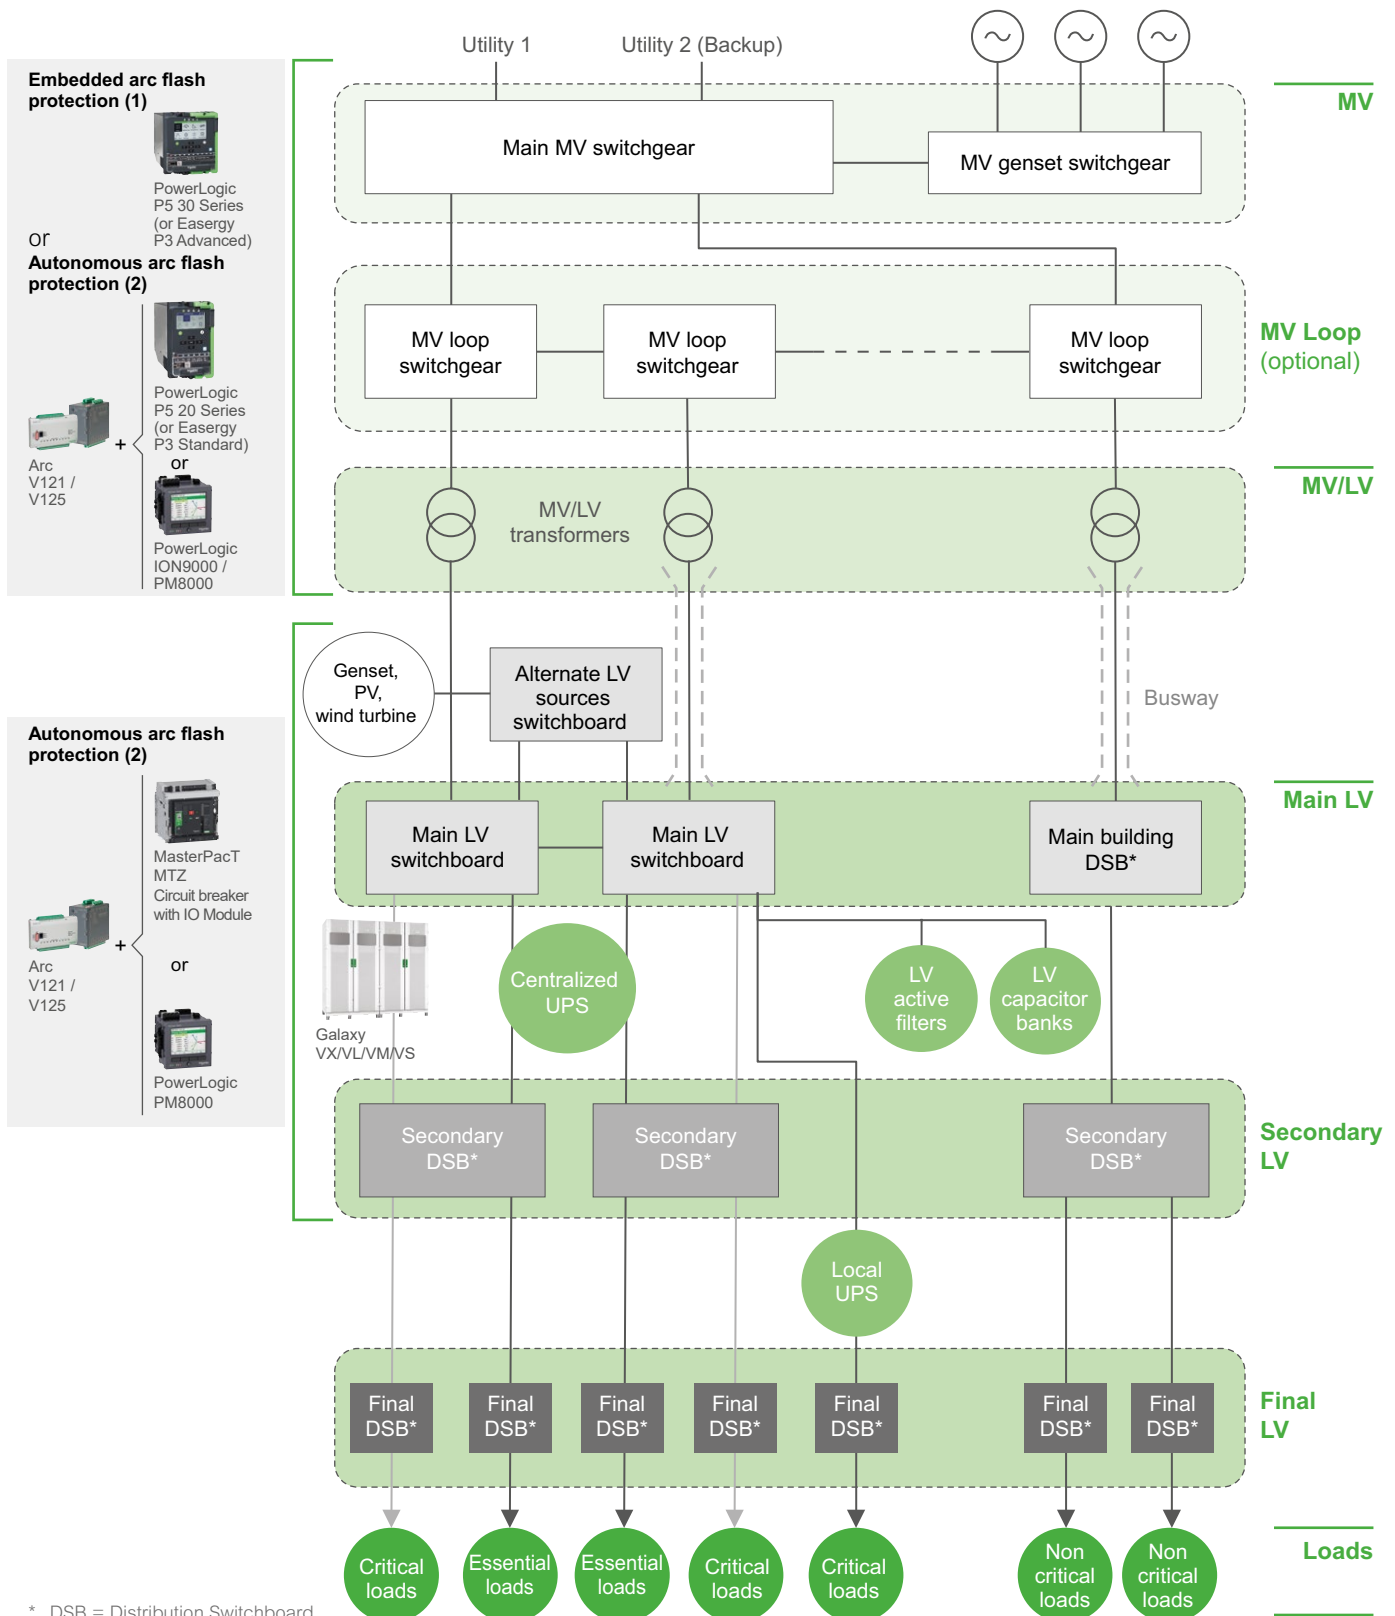 Utility 1
Utility 2 (Backup)
Embedded arc flash
protection (1)
PowerLogic
P5 30 Series
(or Easergy
P3 Advanced)
or
Autonomous arc flash
protection (2)
PowerLogic
P5 20 Series
(or Easergy
P3 Standard)
Arc
V121 /
V125
+
or
PowerLogic
ION9000 /
PM8000
MV
Main MV switchgear
MV genset switchgear
MV loop
switchgear
MV loop
switchgear
MV loop
switchgear
MV Loop
(optional)
MV/LV
transformers
MV/LV
Genset,
PV,
wind turbine
Alternate LV
sources
switchboard
Busway
Autonomous arc flash
protection (2)
MasterPacT
MTZ
Circuit breaker
with IO Module
Arc
V121 /
V125
+
or
PowerLogic
PM8000
Main LV
switchboard
Main LV
switchboard
Main building
DSB*
Main LV
Galaxy
VX/VL/VM/VS
Centralized
UPS
LV
active
filters
LV
capacitor
banks
Secondary
DSB*
Secondary
DSB*
Secondary
DSB*
Secondary
LV
Local
UPS
Final
DSB*
Final
DSB*
Final
DSB*
Final
DSB*
Final
DSB*
Final
DSB*
Final
DSB*
Final
LV
Critical
loads
Essential
loads
Essential
loads
Critical
loads
Critical
loads
Non
critical
loads
Non
critical
loads
Loads
* DSB = Distribution Switchboard